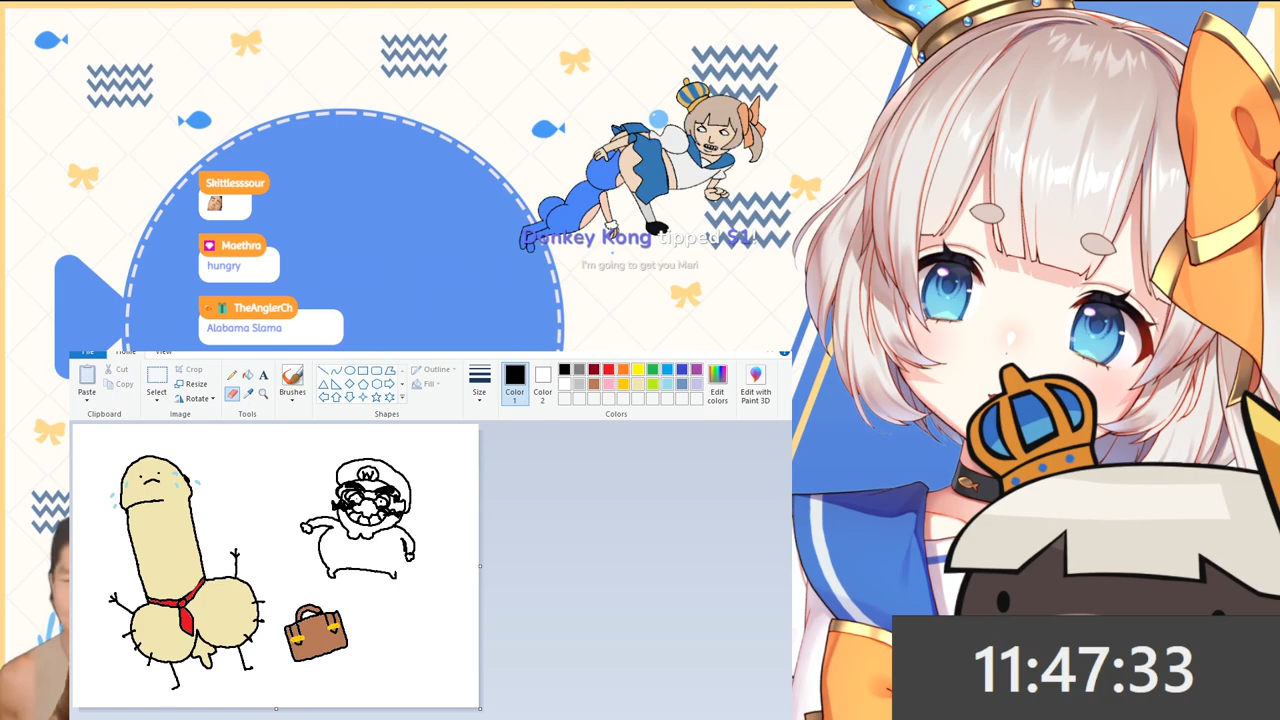 Skittlesssour
Maethra
hungry
TheAnglerCh
Alabama Slama
Donkey Kong tipped $1!
I'm going to get you Mari
File
Home
View
Paste
Cut
Copy
Clipboard
Select
Crop
Resize
Rotate
Image
A
Tools
Brushes
Outline
Fill
Shapes
Size
Color
1
Color
2
Edit
colors
Colors
Edit with
Paint 3D
W
11:47:33